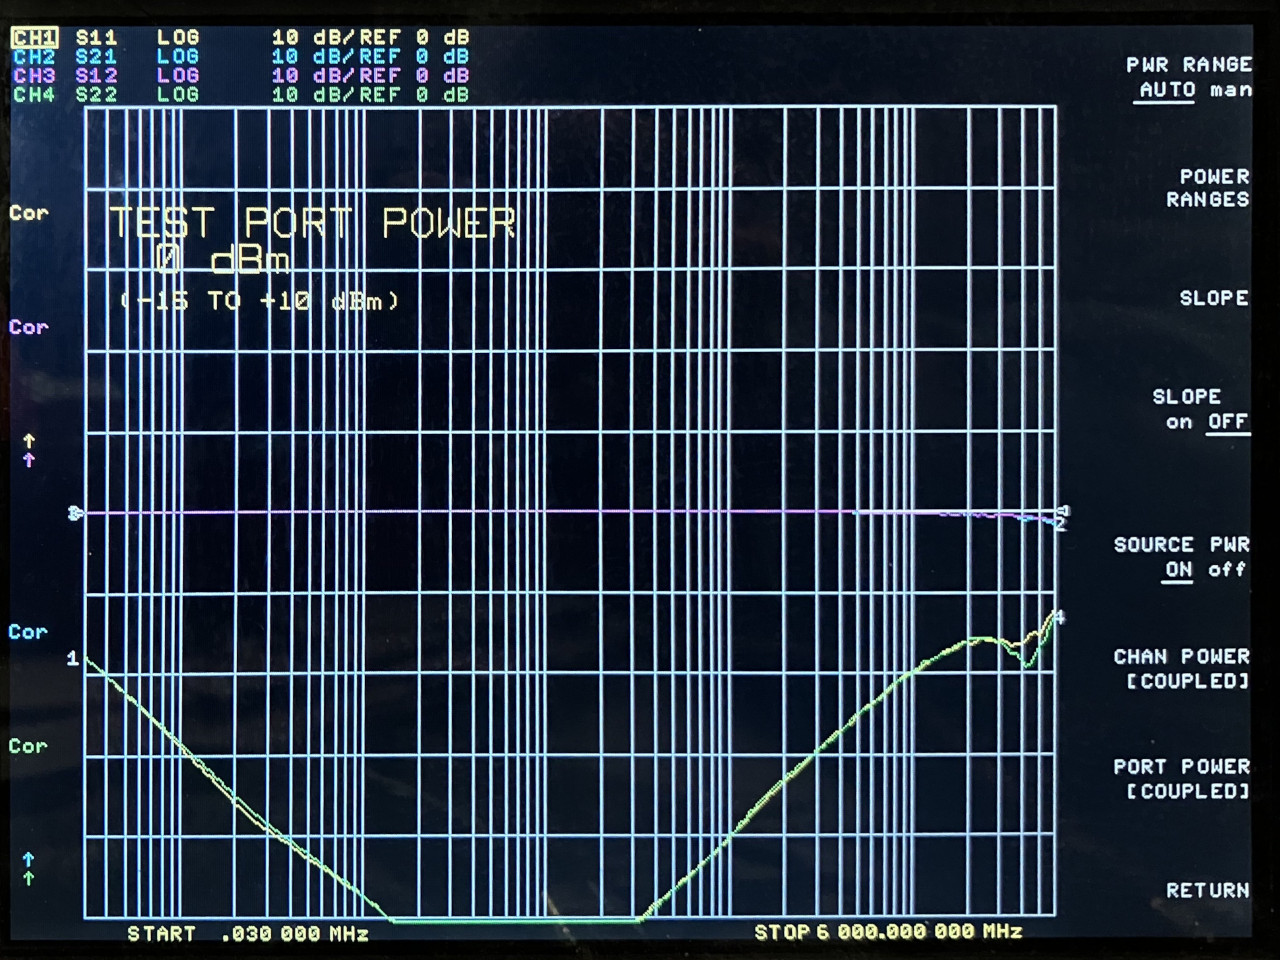 CH1 S11 LOG 10 dB/REF 0 dB
CH2 S21 LOG 10 dB/REF 0 dB
CH3 S12 LOG 10 dB/REF 0 dB
CH4 S22 LOG 10 dB/REF 0 dB
PWR RANGE
AUTO man
POWER
RANGES
Cor
TEST PORT POWER
0 dBm
(-15 TO +10 dBm)
SLOPE
Cor
SLOPE
on OFF
↑
↑
3
2
SOURCE PWR
ON off
4
Cor
1
CHAN POWER
[COUPLED]
Cor
PORT POWER
[COUPLED]
↑
↑
RETURN
START .030 000 MHz
STOP 6 000.000 000 MHz